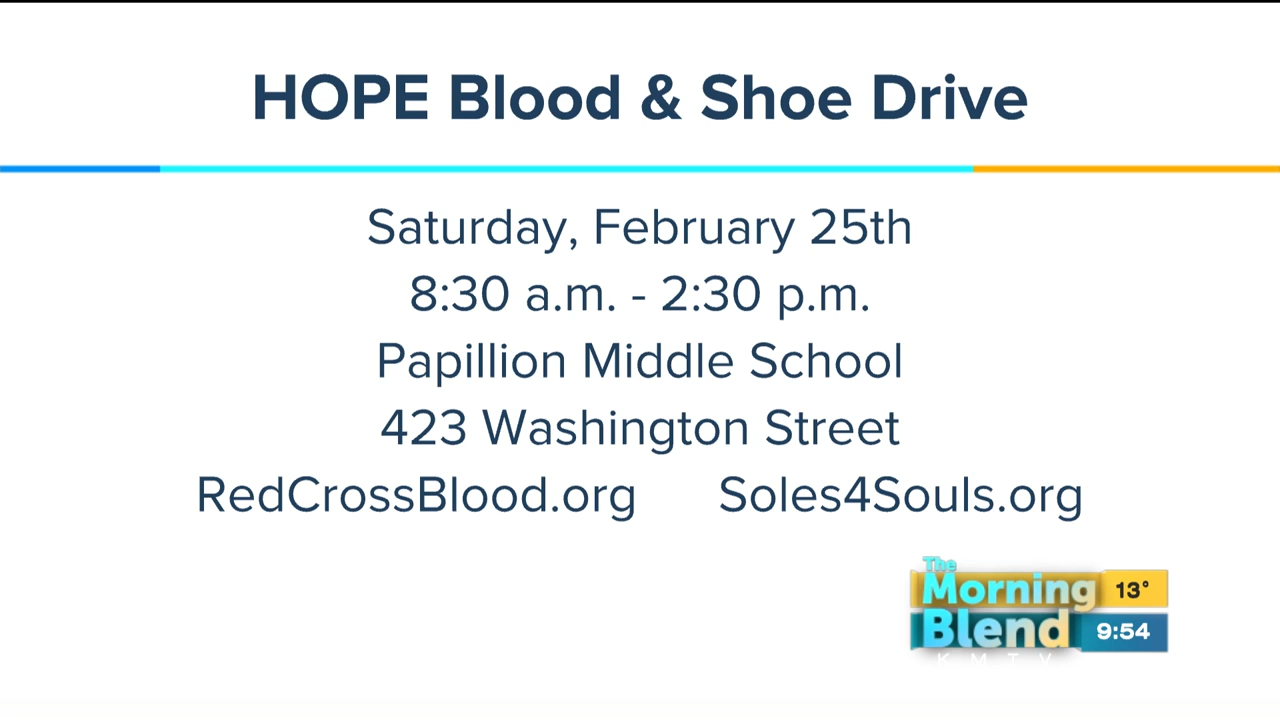 HOPE Blood & Shoe Drive
Saturday, February 25th
8:30 a.m. - 2:30 p.m.
Papillion Middle School
423 Washington Street
RedCrossBlood.org Soles4Souls.org
The
Morning 13°
Blend 9:54
KMTV